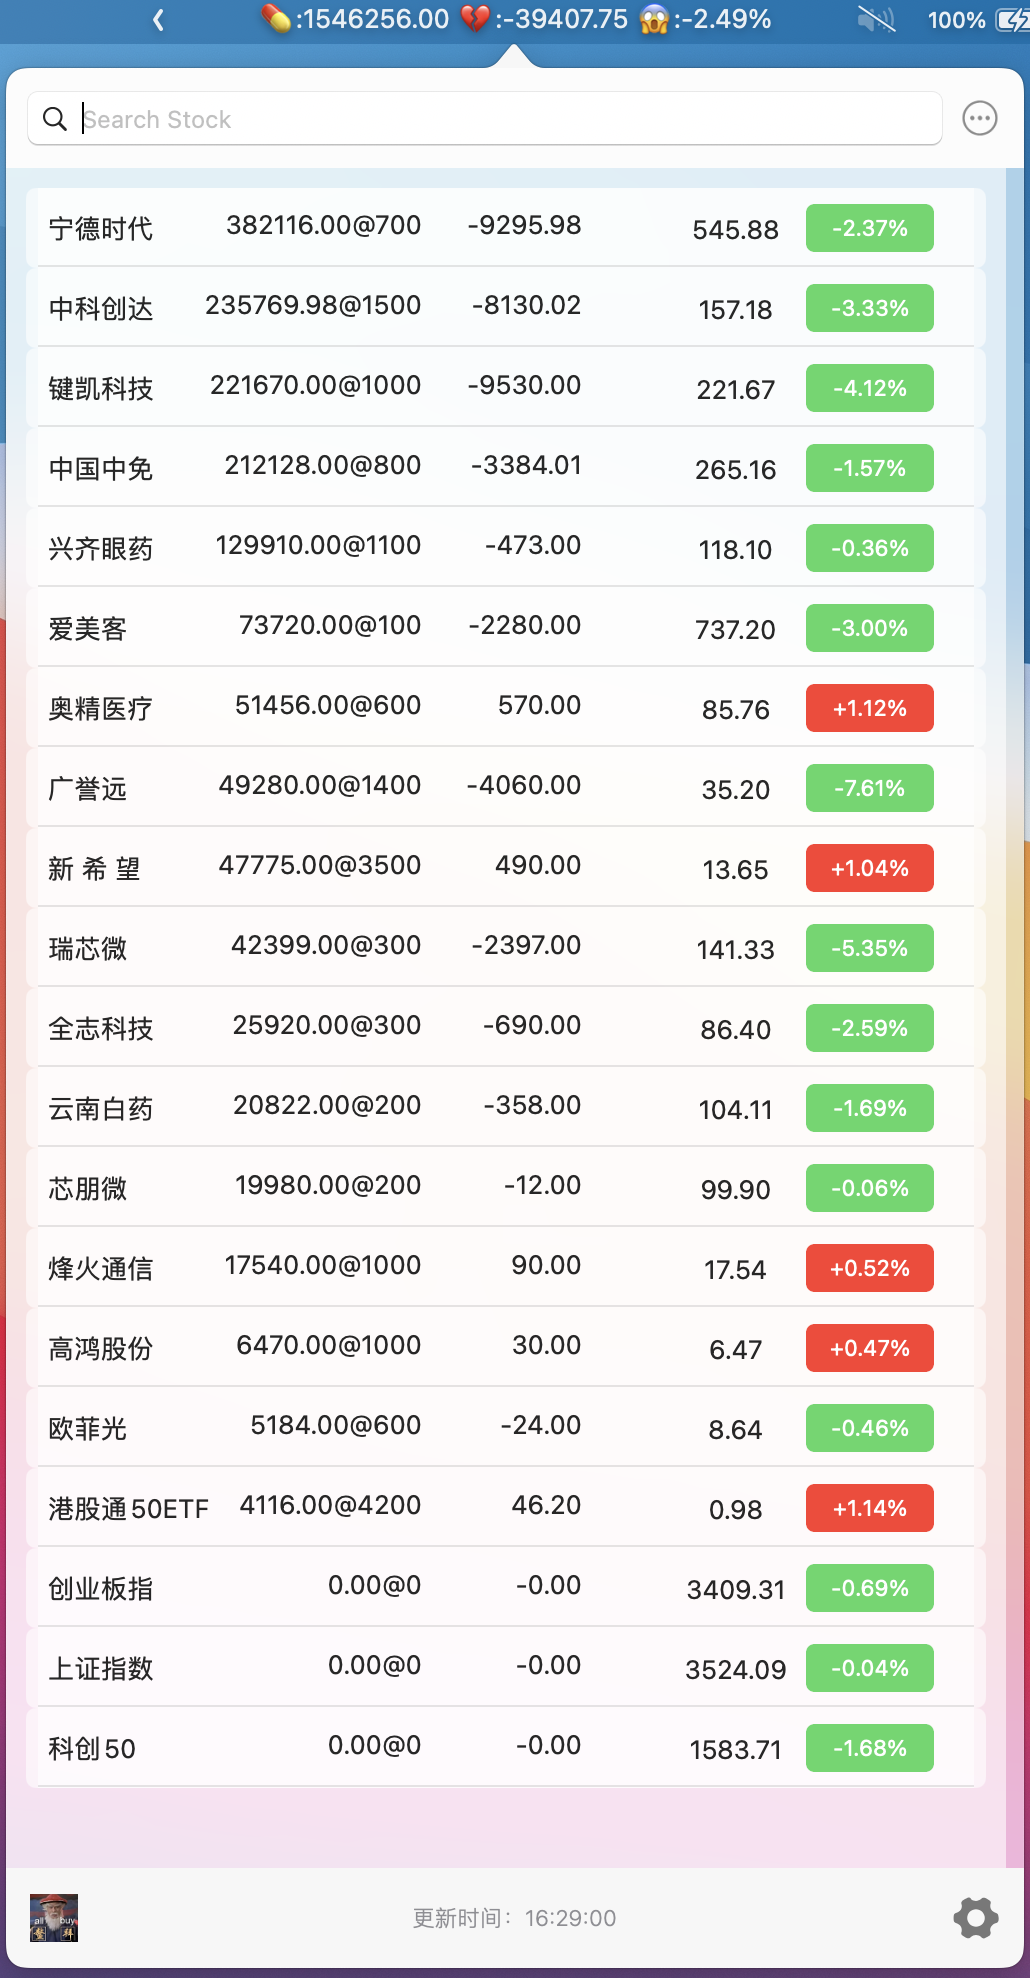 💊:1546256.00 💔:-39407.75 😱:-2.49% 100%
Search Stock
宁德时代 382116.00@700 -9295.98 545.88 -2.37%
中科创达 235769.98@1500 -8130.02 157.18 -3.33%
键凯科技 221670.00@1000 -9530.00 221.67 -4.12%
中国中免 212128.00@800 -3384.01 265.16 -1.57%
兴齐眼药 129910.00@1100 -473.00 118.10 -0.36%
爱美客 73720.00@100 -2280.00 737.20 -3.00%
奥精医疗 51456.00@600 570.00 85.76 +1.12%
广誉远 49280.00@1400 -4060.00 35.20 -7.61%
新 希 望 47775.00@3500 490.00 13.65 +1.04%
瑞芯微 42399.00@300 -2397.00 141.33 -5.35%
全志科技 25920.00@300 -690.00 86.40 -2.59%
云南白药 20822.00@200 -358.00 104.11 -1.69%
芯朋微 19980.00@200 -12.00 99.90 -0.06%
烽火通信 17540.00@1000 90.00 17.54 +0.52%
高鸿股份 6470.00@1000 30.00 6.47 +0.47%
欧菲光 5184.00@600 -24.00 8.64 -0.46%
港股通50ETF 4116.00@4200 46.20 0.98 +1.14%
创业板指 0.00@0 -0.00 3409.31 -0.69%
上证指数 0.00@0 -0.00 3524.09 -0.04%
科创50 0.00@0 -0.00 1583.71 -1.68%
all buy
鳌 拜
更新时间：16:29:00